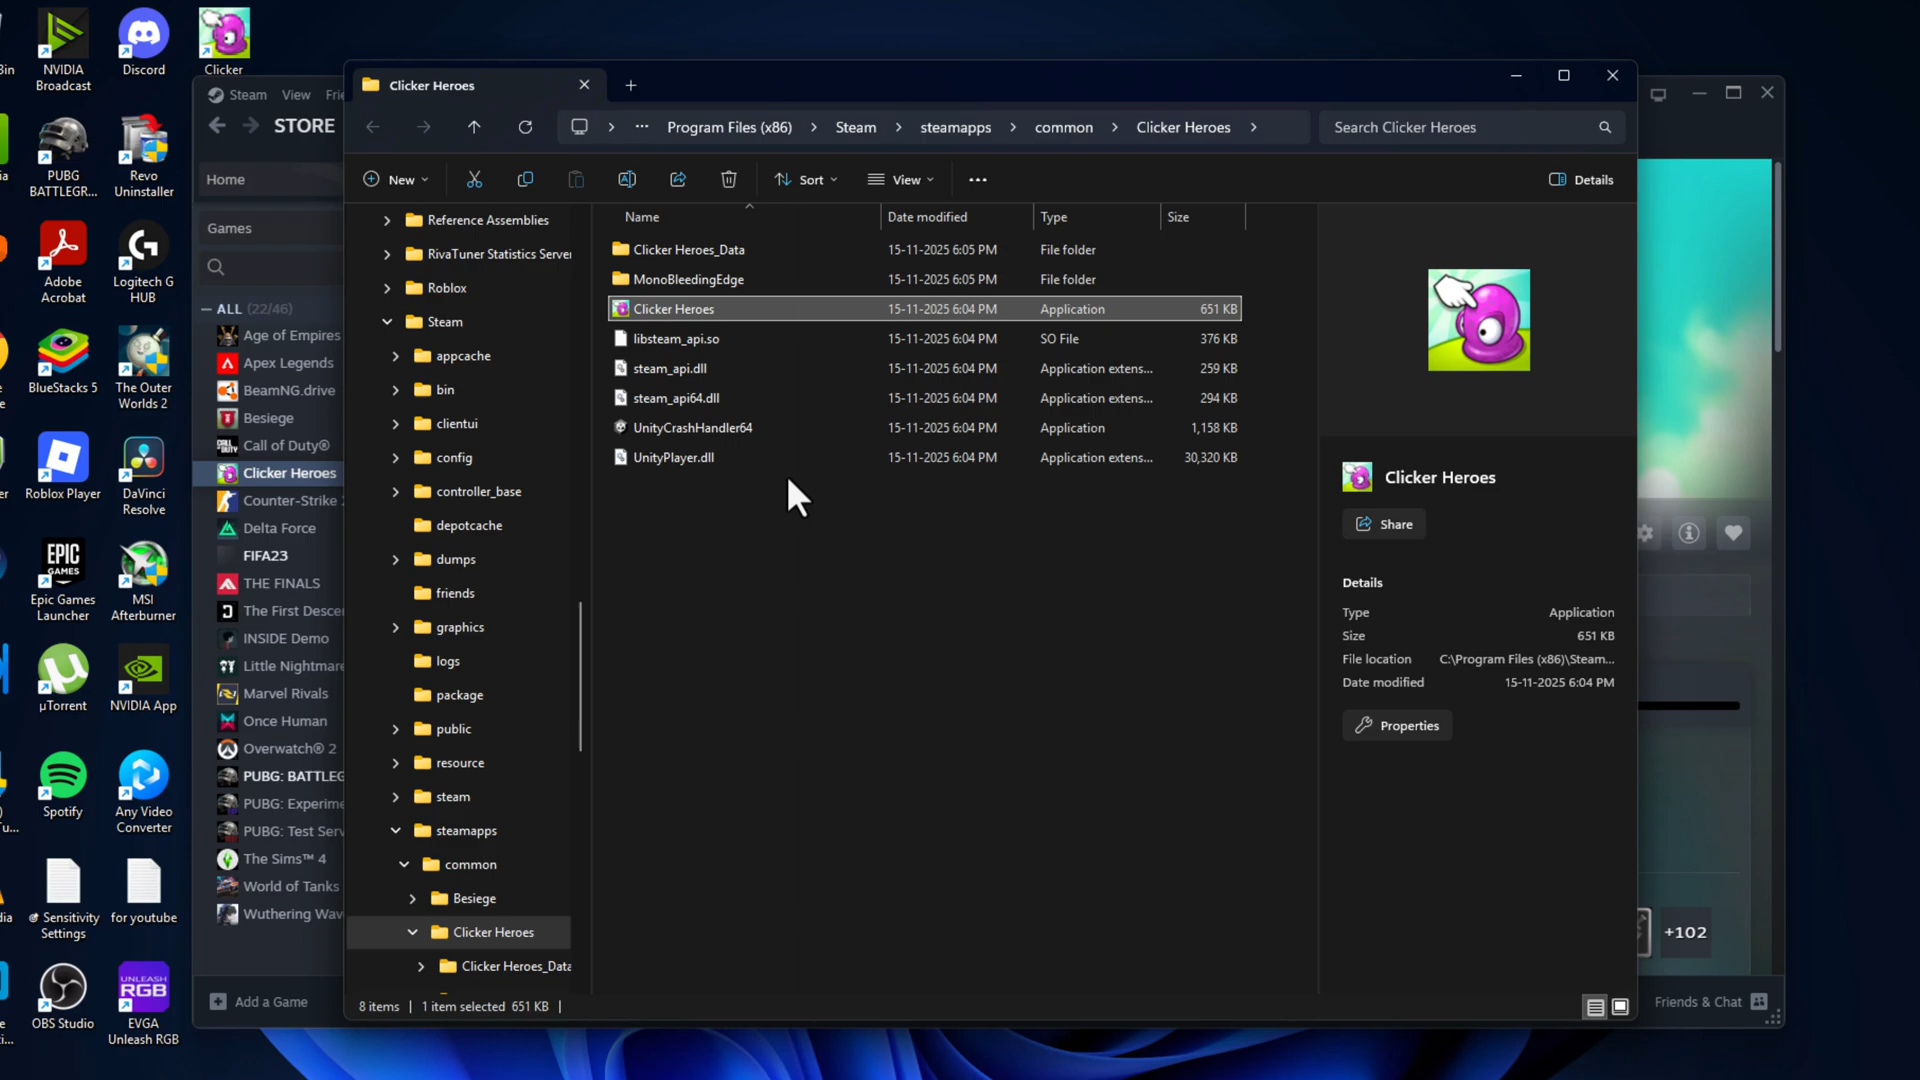 Bin
NVIDIA
Broadcast
Discord
Clicker
PUBG
BATTLEGR...
Revo
Uninstaller
Adobe
Acrobat
Logitech G
HUB
BlueStacks 5
The Outer
Worlds 2
Roblox Player
DaVinci
Resolve
EPIC
GAMES
Epic Games
Launcher
MSI
Afterburner
µTorrent
NVIDIA App
Spotify
Any Video
Converter
Sensitivity
Settings
for youtube
OBS Studio
UNLEASH
RGB
EVGA
Unleash RGB
Steam View Frie
STORE
Home
Games
ALL (22/46)
Age of Empires
Apex Legends
BeamNG.drive
Besiege
Call of Duty®
Clicker Heroes
Counter-Strike 2
Delta Force
FIFA23
THE FINALS
The First Descen
INSIDE Demo
Little Nightmare
Marvel Rivals
Once Human
Overwatch® 2
PUBG: BATTLEG
PUBG: Experime
PUBG: Test Serv
The Sims™ 4
World of Tanks
Wuthering Wav
Add a Game
Clicker Heroes
Program Files (x86) > Steam > steamapps > common > Clicker Heroes >
Search Clicker Heroes
New
Sort
View
Details
Reference Assemblies
RivaTuner Statistics Server
Roblox
Steam
appcache
bin
clientui
config
controller_base
depotcache
dumps
friends
graphics
logs
package
public
resource
steam
steamapps
common
Besiege
Clicker Heroes
Clicker Heroes_Data
Name Date modified Type Size
Clicker Heroes_Data 15-11-2025 6:05 PM File folder
MonoBleedingEdge 15-11-2025 6:05 PM File folder
Clicker Heroes 15-11-2025 6:04 PM Application 651 KB
libsteam_api.so 15-11-2025 6:04 PM SO File 376 KB
steam_api.dll 15-11-2025 6:04 PM Application extens... 259 KB
steam_api64.dll 15-11-2025 6:04 PM Application extens... 294 KB
UnityCrashHandler64 15-11-2025 6:04 PM Application 1,158 KB
UnityPlayer.dll 15-11-2025 6:04 PM Application extens... 30,320 KB
Clicker Heroes
Share
Details
Type Application
Size 651 KB
File location C:\Program Files (x86)\Steam...
Date modified 15-11-2025 6:04 PM
Properties
8 items | 1 item selected 651 KB |
+102
Friends & Chat